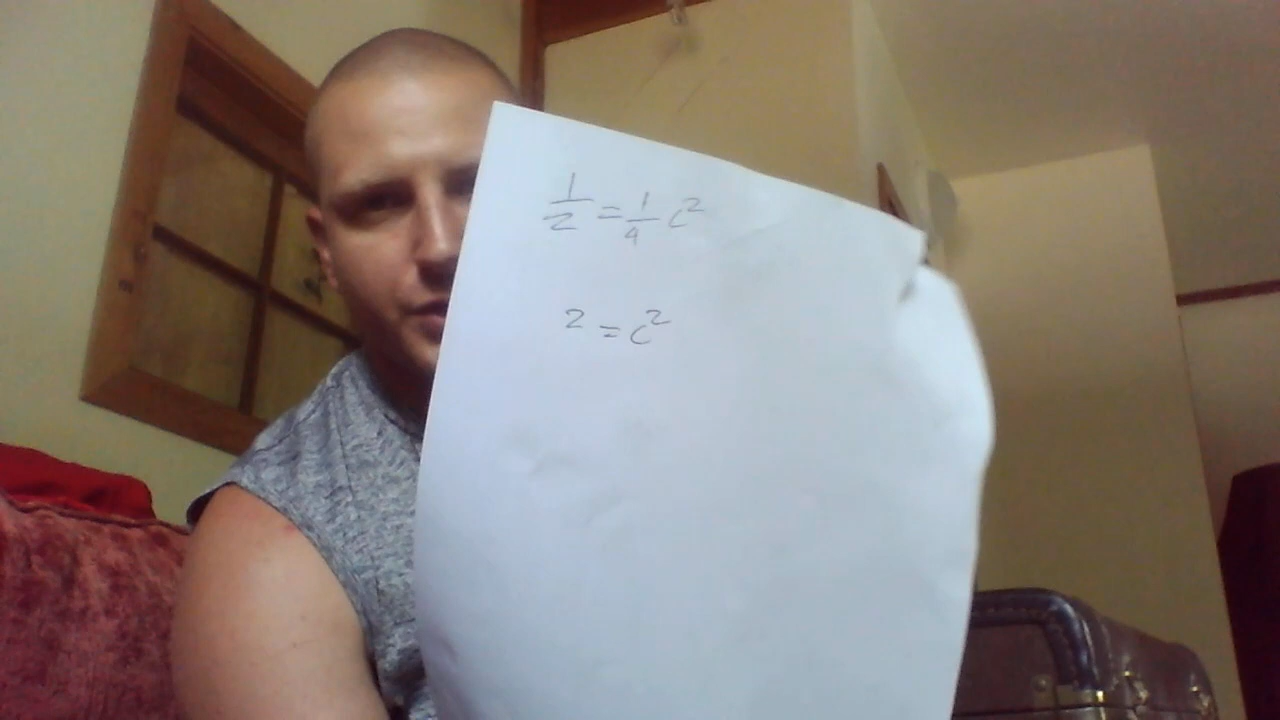 1/2 = 1/4 c²
2 = c²